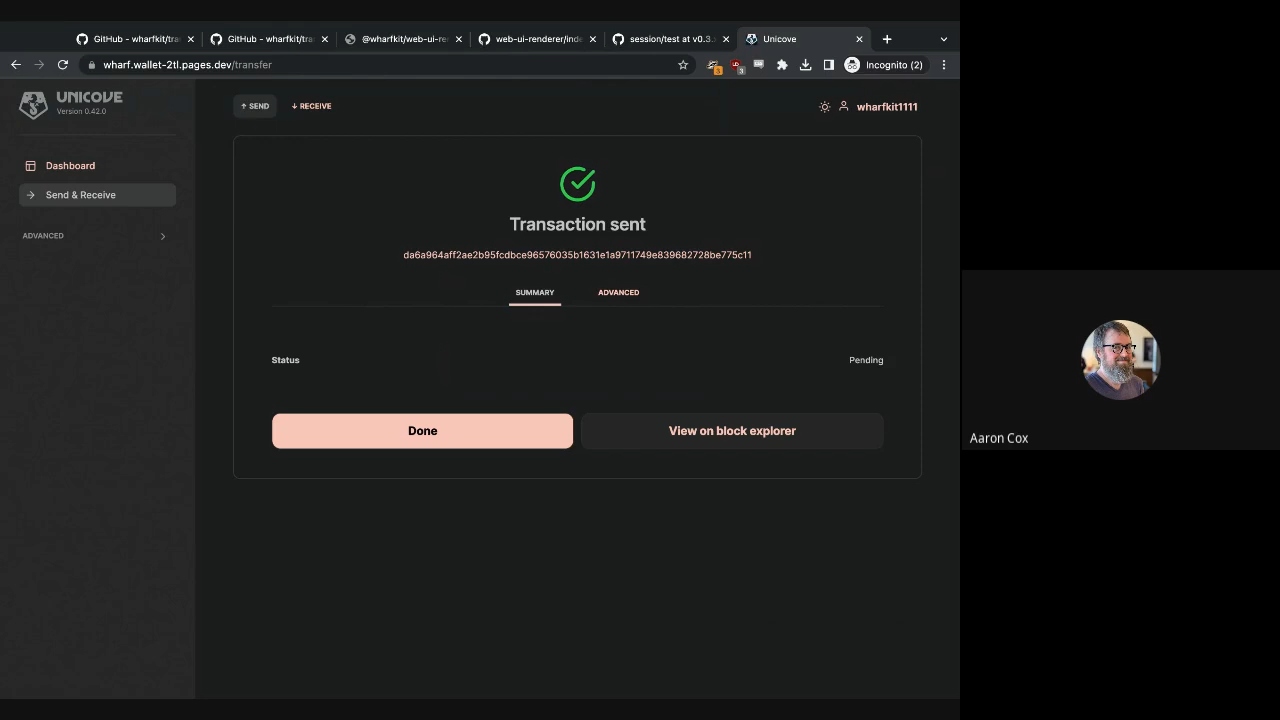 GitHub - wharfkit/tra
GitHub - wharfkit/tra
@wharfkit/web-ui-re
web-ui-renderer/inde
session/test at v0.3.
Unicove
wharf.wallet-2tl.pages.dev/transfer
Incognito (2)
UNICOVE
Version 0.42.0
SEND
RECEIVE
wharfkit1111
Dashboard
Send & Receive
ADVANCED
Transaction sent
da6a964aff2ae2b95fcdbce96576035b1631e1a9711749e839682728be775c11
SUMMARY
ADVANCED
Status
Pending
Done
View on block explorer
Aaron Cox